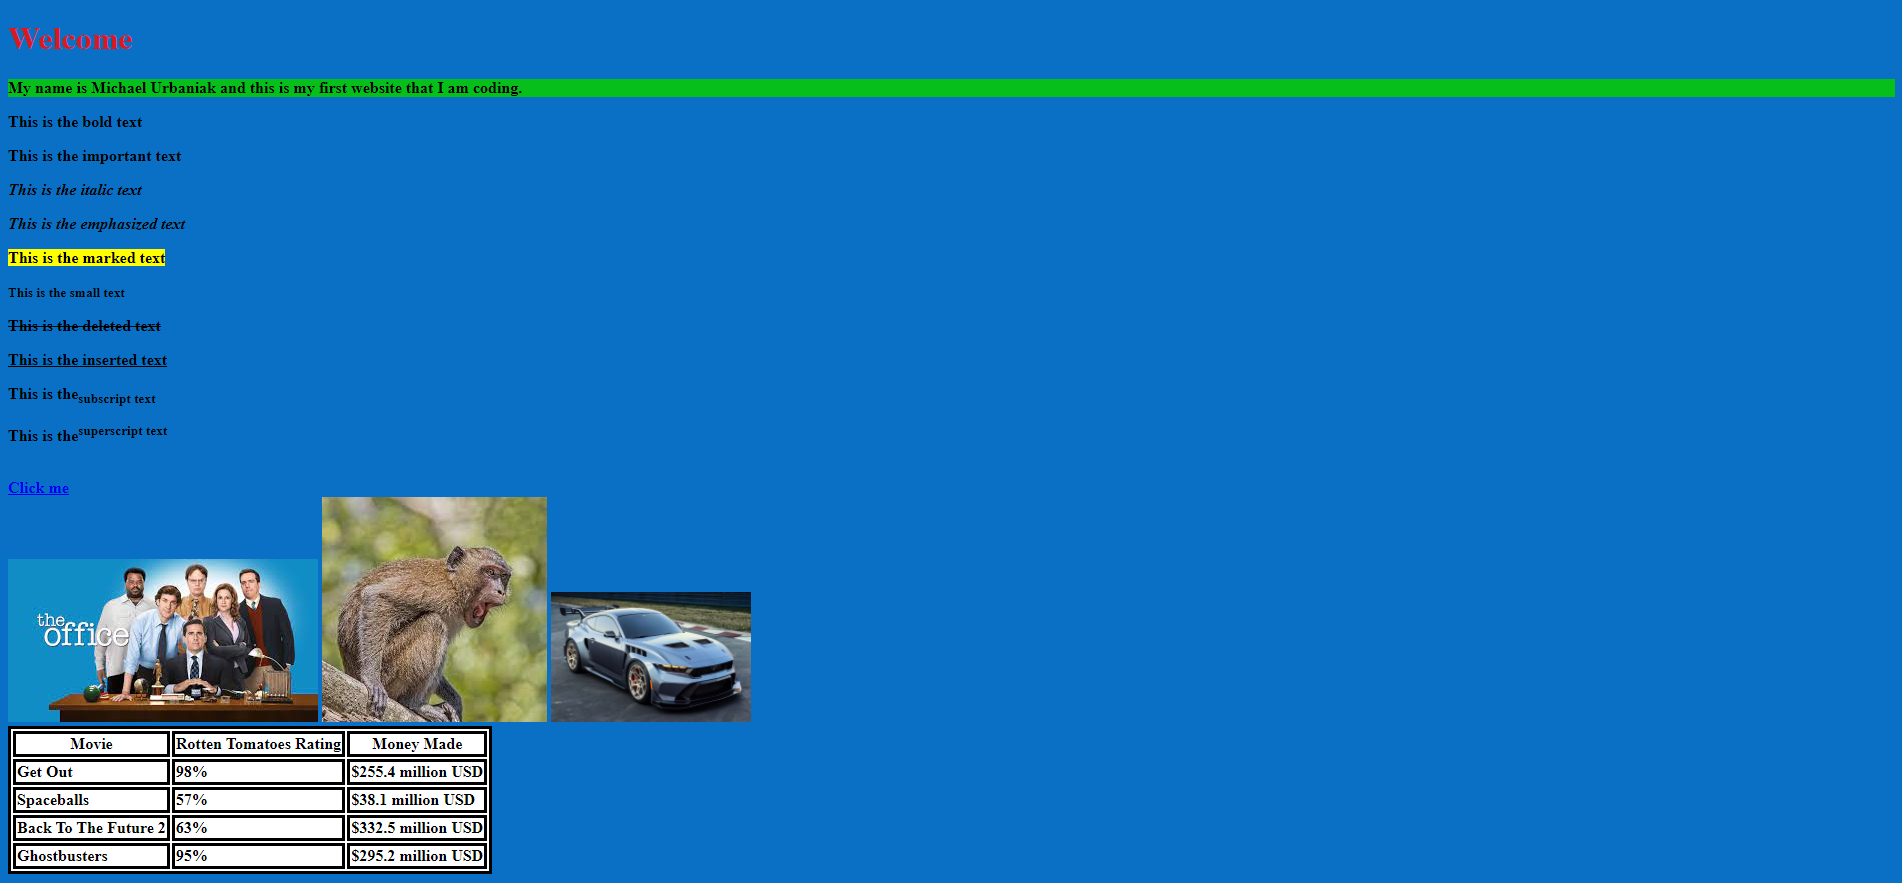 Welcome
My name is Michael Urbaniak and this is my first website that I am coding.
This is the bold text
This is the important text
This is the italic text
This is the emphasized text
This is the marked text
This is the small text
This is the deleted text
This is the inserted text
This is the subscript text
This is the superscript text
Click me
the
office
Movie Rotten Tomatoes Rating Money Made
Get Out 98% $255.4 million USD
Spaceballs 57% $38.1 million USD
Back To The Future 2 63% $332.5 million USD
Ghostbusters 95% $295.2 million USD